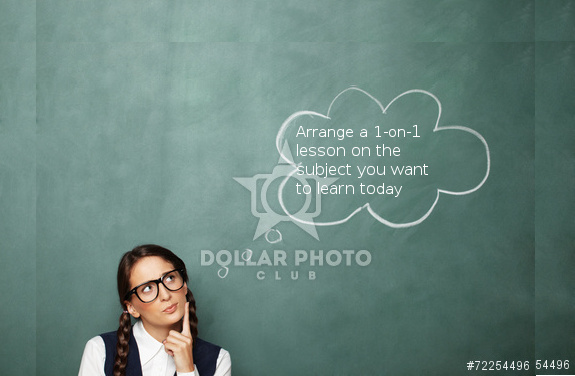 Arrange a 1-on-1
lesson on the
subject you want
to learn today
DOLLAR PHOTO
CLUB
#72254496 54496